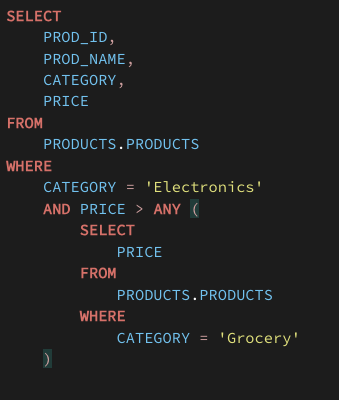 SELECT
    PROD_ID,
    PROD_NAME,
    CATEGORY,
    PRICE
FROM
    PRODUCTS.PRODUCTS
WHERE
    CATEGORY = 'Electronics'
    AND PRICE > ANY (
        SELECT
            PRICE
        FROM
            PRODUCTS.PRODUCTS
        WHERE
            CATEGORY = 'Grocery'
    )